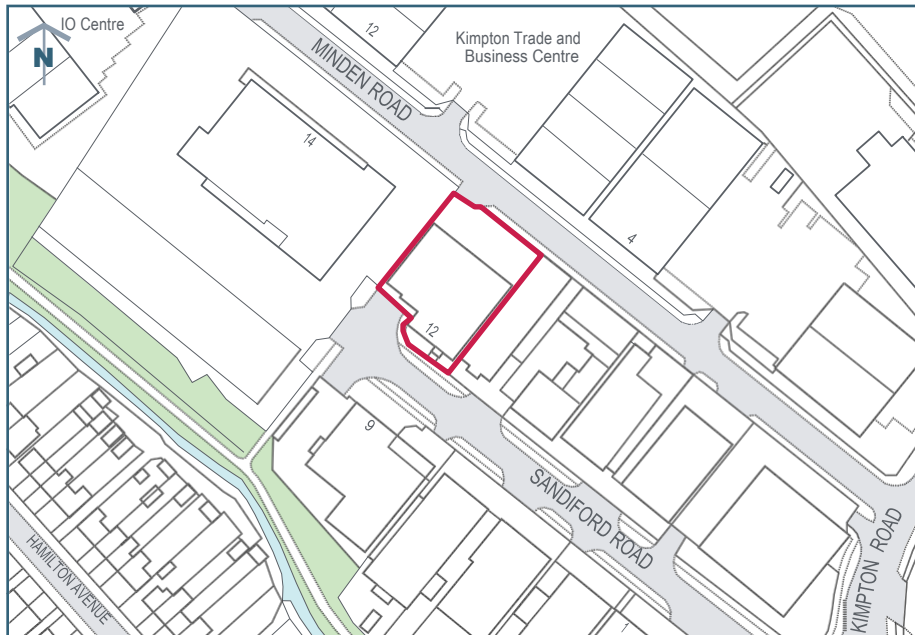 IO Centre
N
12
Kimpton Trade and
Business Centre
MINDEN ROAD
14
4
12
9
SANDIFORD ROAD
KIMPTON ROAD
HAMILTON AVENUE
1